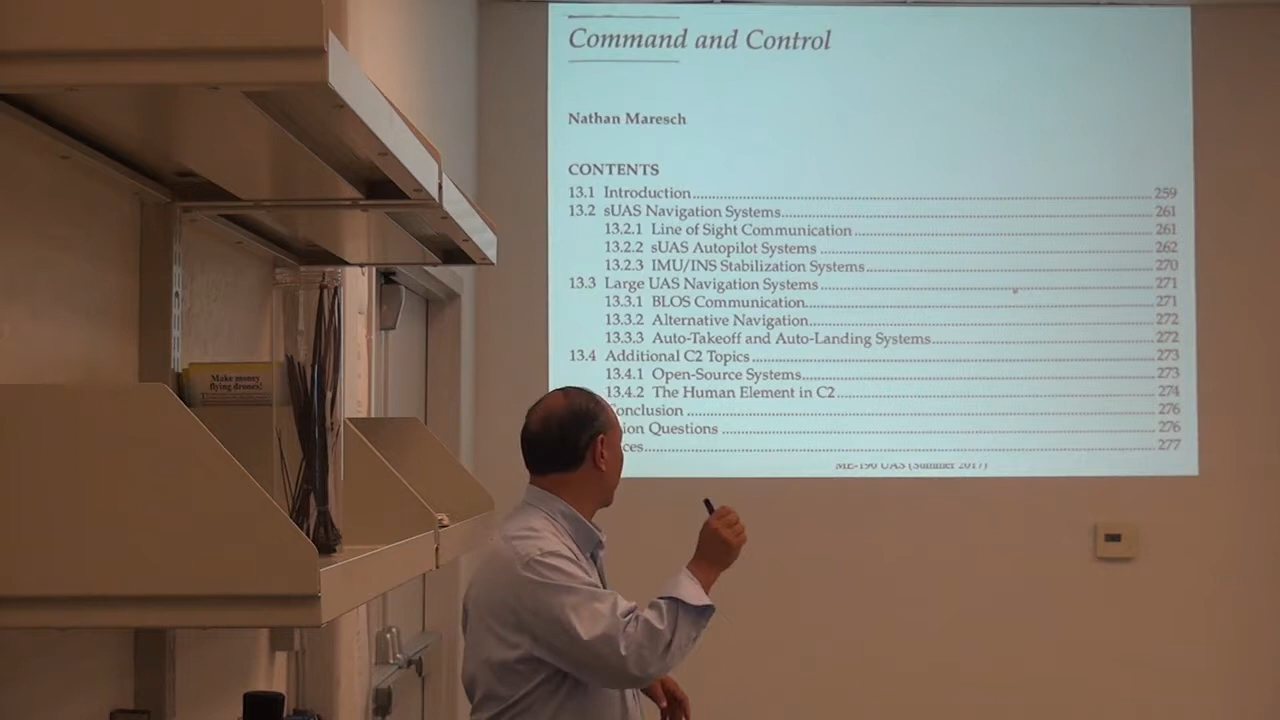 Command and Control
Nathan Maresch
CONTENTS
13.1 Introduction 259
13.2 sUAS Navigation Systems 261
13.2.1 Line of Sight Communication 261
13.2.2 sUAS Autopilot Systems 262
13.2.3 IMU/INS Stabilization Systems 270
13.3 Large UAS Navigation Systems 271
13.3.1 BLOS Communication 271
13.3.2 Alternative Navigation 272
13.3.3 Auto-Takeoff and Auto-Landing Systems 272
13.4 Additional C2 Topics 273
13.4.1 Open-Source Systems 273
13.4.2 The Human Element in C2 274
onclusion 276
ion Questions 276
ces 277
ME-190 UAS (Summer 2017)
Make money
flying drones!